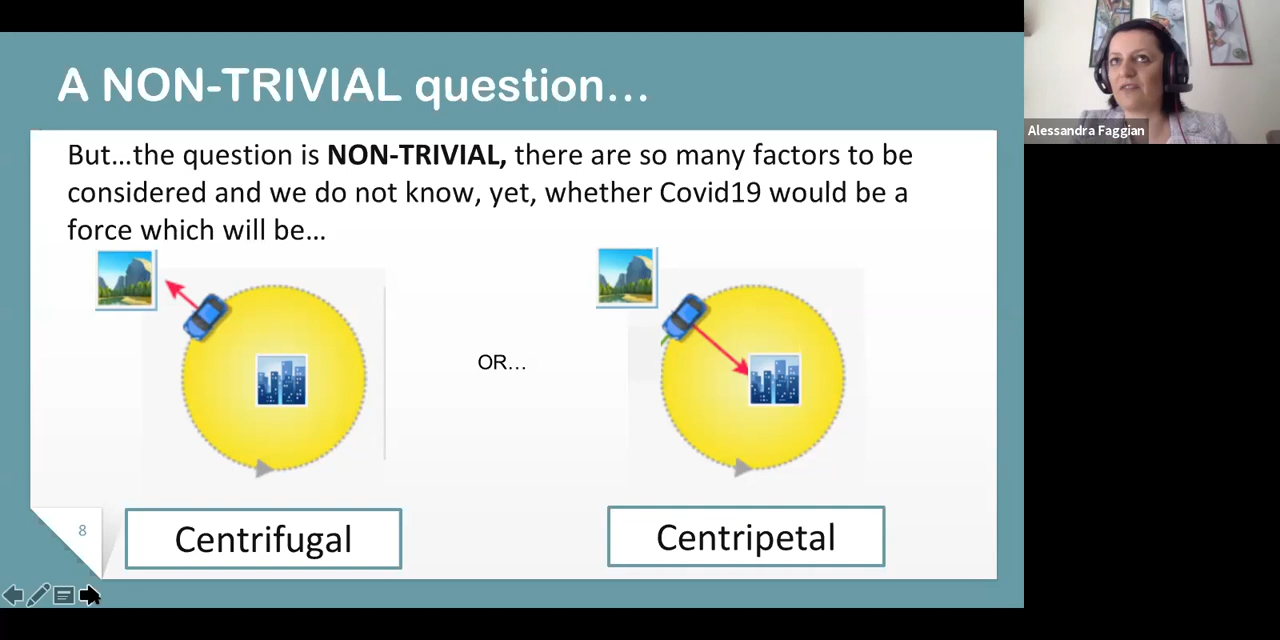 A NON-TRIVIAL question...
But...the question is NON-TRIVIAL, there are so many factors to be
considered and we do not know, yet, whether Covid19 would be a
force which will be...
OR...
Centrifugal
Centripetal
8
Alessandra Faggian